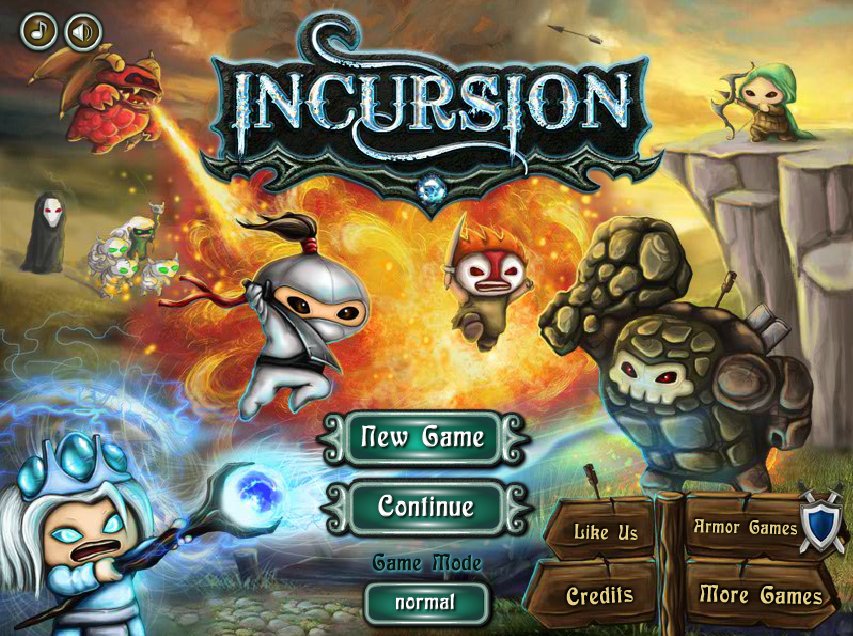 INCURSION
New Game
Continue
Game Mode
normal
Like Us
Armor Games
Credits
More Games